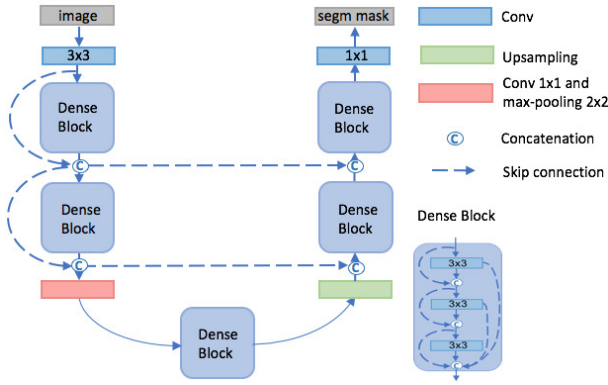 image
segm mask
Conv
3x3
1x1
Upsampling
Conv 1x1 and
max-pooling 2x2
Dense
Block
Dense
Block
C
Concatenation
C
C
Skip connection
Dense
Block
Dense
Block
Dense Block
C
C
3x3
C
3x3
C
3x3
C
Dense
Block